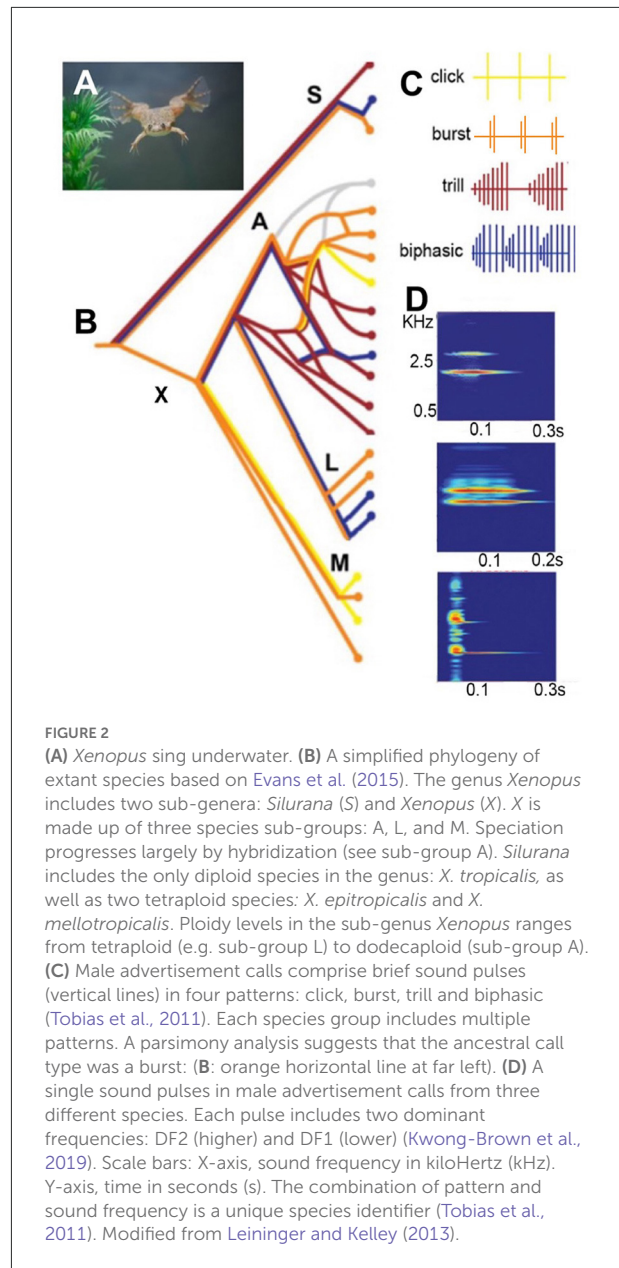 A
S
C
click
burst
trill
biphasic
A
B
X
L
M
D
KHz
2.5
0.5
0.1 0.3s
0.1 0.2s
0.1 0.3s
FIGURE 2
(A) Xenopus sing underwater. (B) A simplified phylogeny of
extant species based on Evans et al. (2015). The genus Xenopus
includes two sub-genera: Silurana (S) and Xenopus (X). X is
made up of three species sub-groups: A, L, and M. Speciation
progresses largely by hybridization (see sub-group A). Silurana
includes the only diploid species in the genus: X. tropicalis, as
well as two tetraploid species: X. epitropicalis and X.
mellotropicalis. Ploidy levels in the sub-genus Xenopus ranges
from tetraploid (e.g. sub-group L) to dodecaploid (sub-group A).
(C) Male advertisement calls comprise brief sound pulses
(vertical lines) in four patterns: click, burst, trill and biphasic
(Tobias et al., 2011). Each species group includes multiple
patterns. A parsimony analysis suggests that the ancestral call
type was a burst: (B: orange horizontal line at far left). (D) A
single sound pulses in male advertisement calls from three
different species. Each pulse includes two dominant
frequencies: DF2 (higher) and DF1 (lower) (Kwong-Brown et al.,
2019). Scale bars: X-axis, sound frequency in kiloHertz (kHz).
Y-axis, time in seconds (s). The combination of pattern and
sound frequency is a unique species identifier (Tobias et al.,
2011). Modified from Leininger and Kelley (2013).